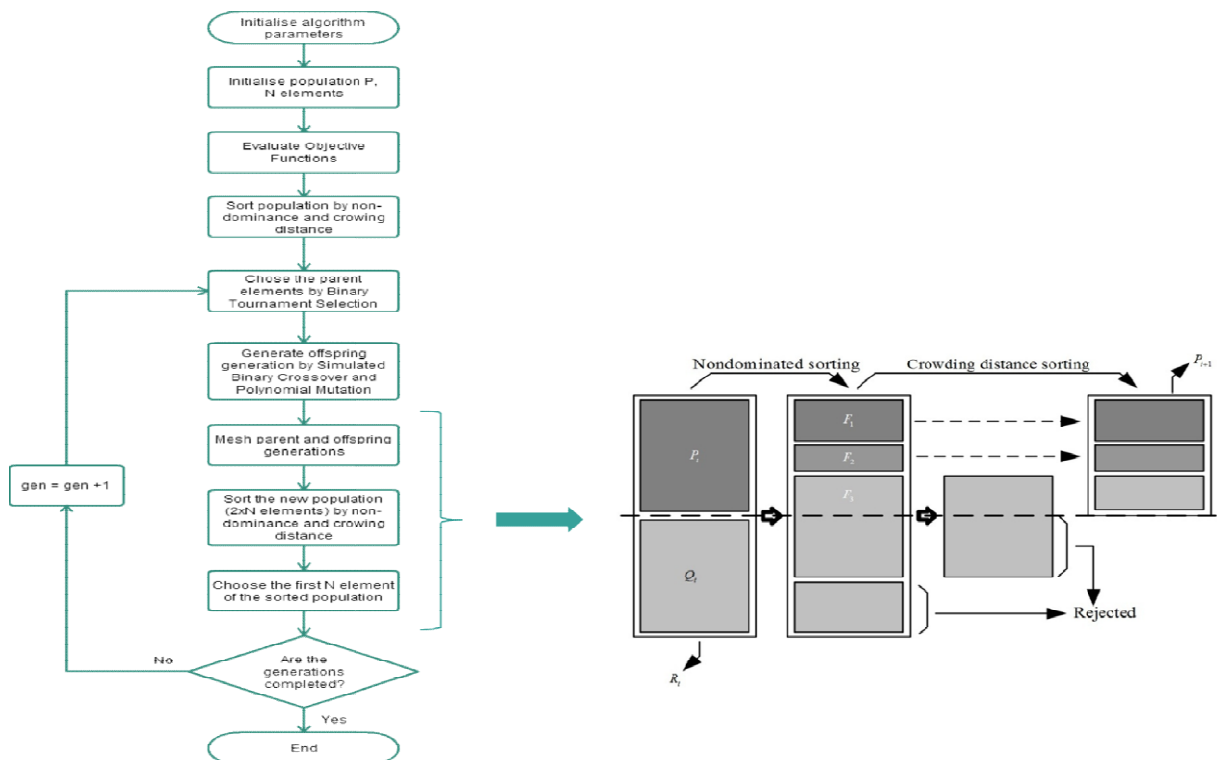 Initialise algorithm
parameters
Initialise population P,
N elements
Evaluate Objective
Functions
Sort population by non-
dominance and crowing
distance
Chose the parent
elements by Binary
Tournament Selection
Generate offspring
generation by Simulated
Binary Crossover and
Polynomial Mutation
Mesh parent and offspring
generations
gen = gen +1
Sort the new population
(2xN elements) by non-
dominance and crowding
distance
Choose the first N element
of the sorted population
No
Are the
generations
completed?
Yes
End
Nondominated sorting
Crowding distance sorting
P_{t+1}
P_t
F_1
F_2
F_3
Q_t
Rejected
R_t